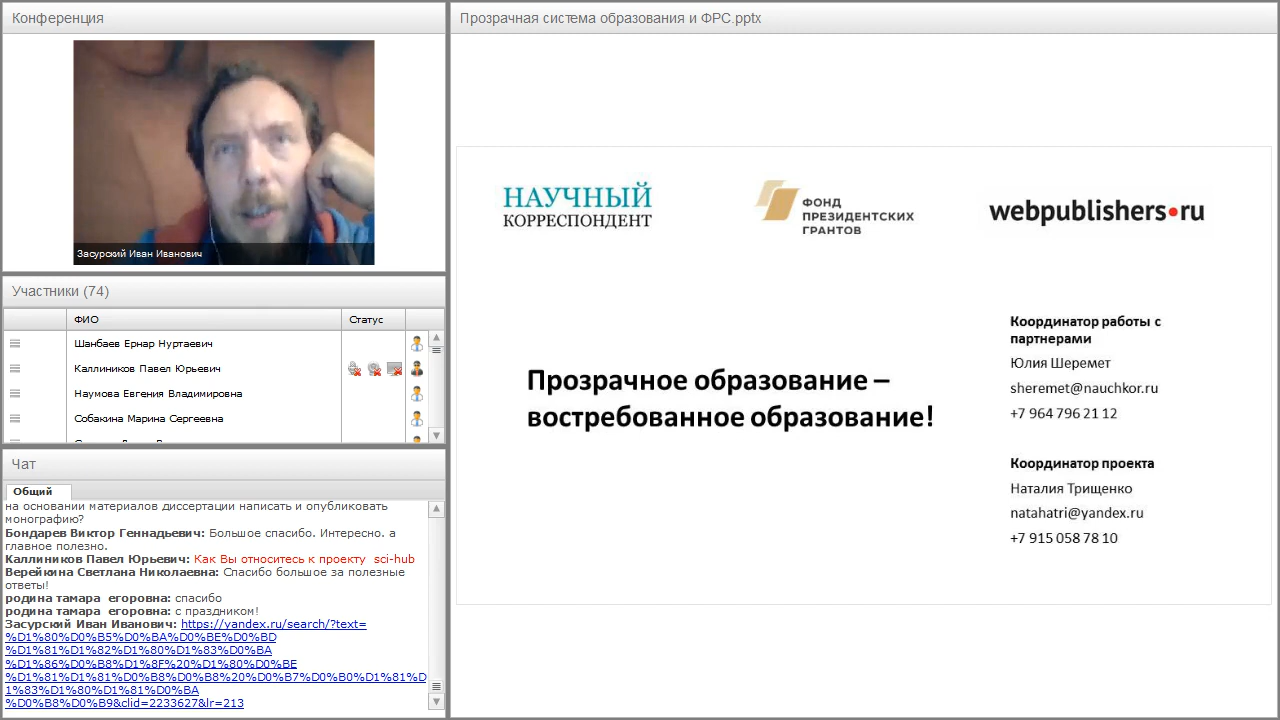 Конференция
Засурский Иван Иванович
Участники (74)
ФИО
Статус
Шанбаев Ернар Нуртаевич
Каллиников Павел Юрьевич
Наумова Евгения Владимировна
Собакина Марина Сергеевна
Чат
Общий
на основании материалов диссертации написать и опубликовать
монографию?
Бондарев Виктор Геннадьевич: Большое спасибо. Интересно. а
главное полезно.
Каллиников Павел Юрьевич: Как Вы относитесь к проекту sci-hub
Верейкина Светлана Николаевна: Спасибо большое за полезные
ответы!
родина тамара егоровна: спасибо
родина тамара егоровна: с праздником!
Засурский Иван Иванович: https://yandex.ru/search/?text=
%D1%80%D0%B5%D0%BA%D0%BE%D0%BD
%D1%81%D1%82%D1%80%D1%83%D0%BA
%D1%86%D0%B8%D1%8F%20%D1%80%D0%BE
%D1%81%D1%81%D0%B8%D0%B8%20%D0%B7%D0%B0%D1%81%D
1%83%D1%80%D1%81%D0%BA
%D0%B8%D0%B9&clid=2233627&lr=213
Прозрачная система образования и ФРС.pptx
НАУЧНЫЙ
КОРРЕСПОНДЕНТ
ФОНД
ПРЕЗИДЕНТСКИХ
ГРАНТОВ
webpublishers.ru
Прозрачное образование –
востребованное образование!
Координатор работы с
партнерами
Юлия Шеремет
sheremet@nauchkor.ru
+7 964 796 21 12
Координатор проекта
Наталия Трищенко
natahatri@yandex.ru
+7 915 058 78 10